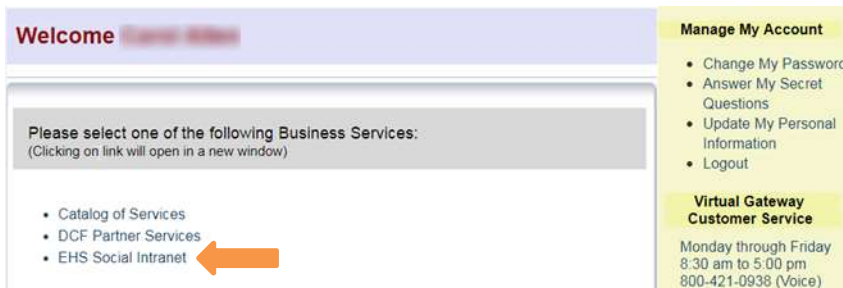 Welcome
Please select one of the following Business Services:
(Clicking on link will open in a new window)
• Catalog of Services
• DCF Partner Services
• EHS Social Intranet
Manage My Account
• Change My Password
• Answer My Secret
Questions
• Update My Personal
Information
• Logout
Virtual Gateway
Customer Service
Monday through Friday
8:30 am to 5:00 pm
800-421-0938 (Voice)